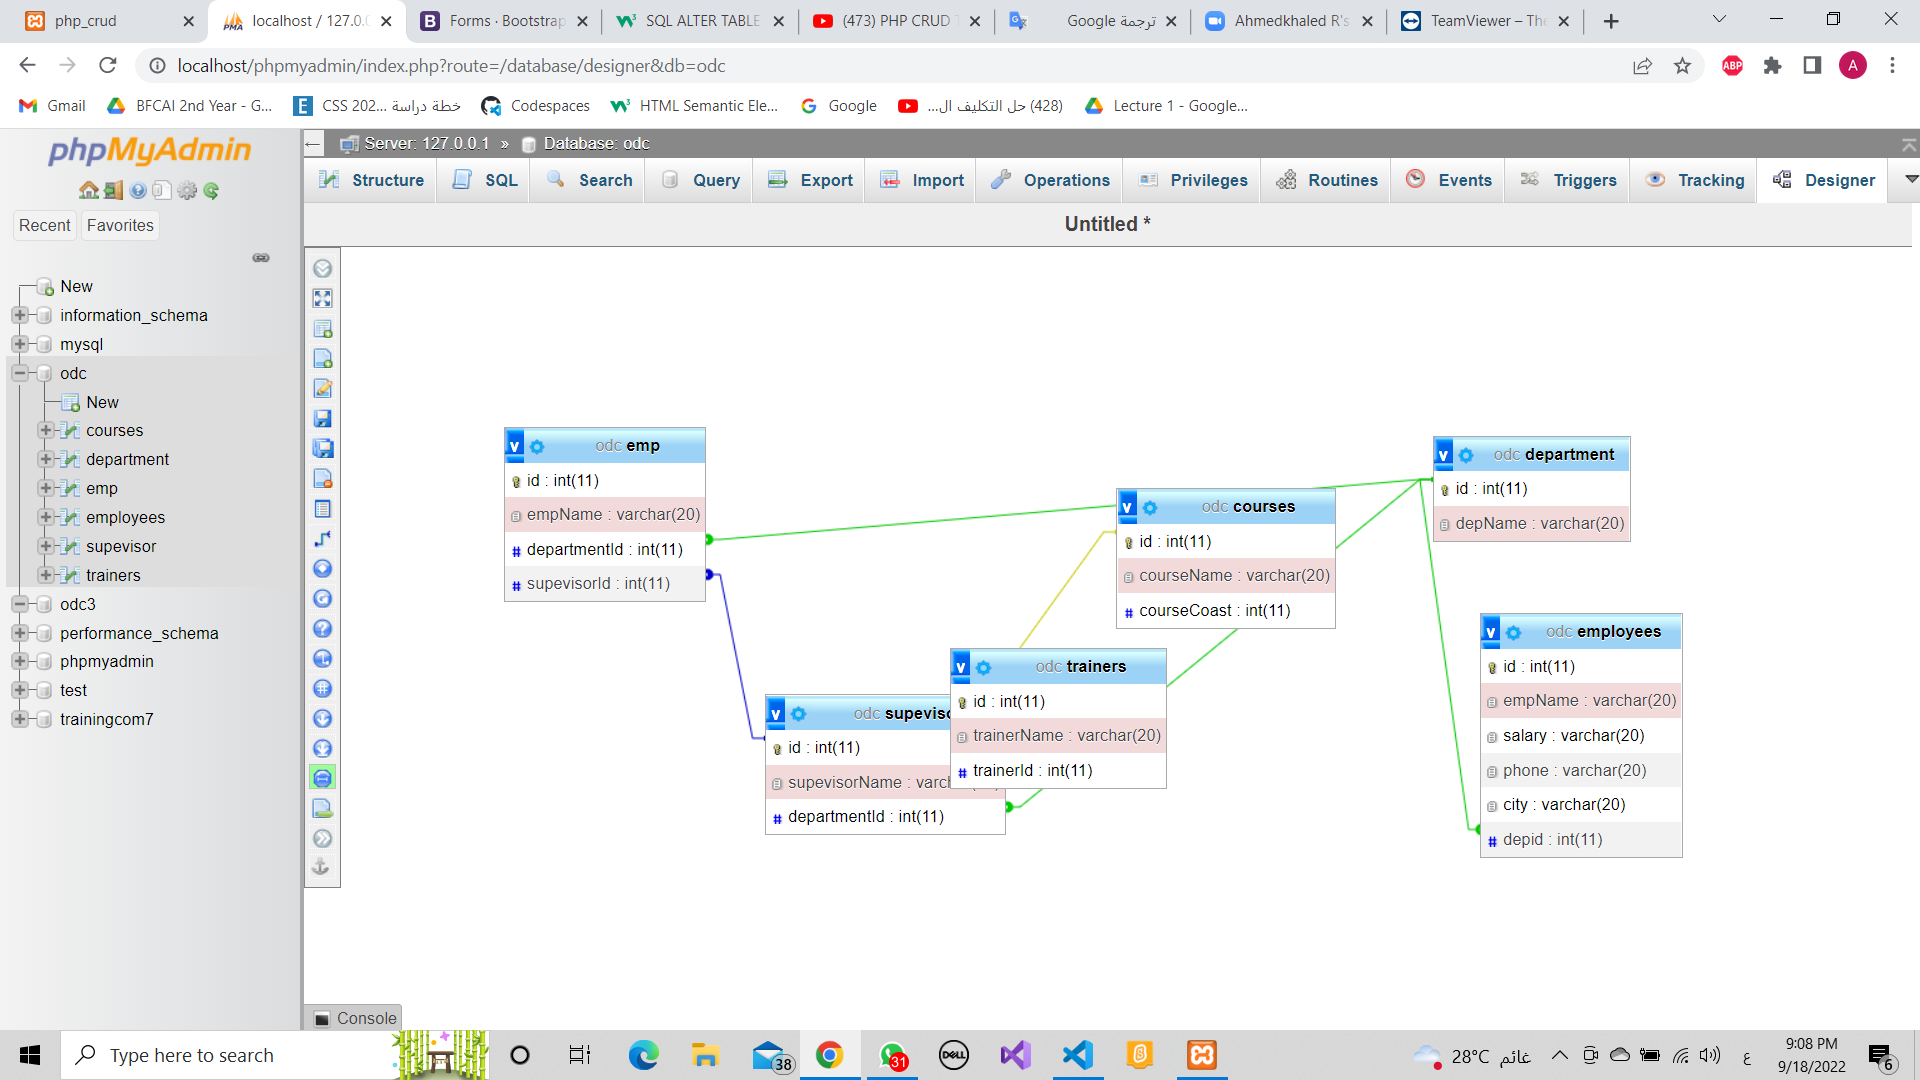 php_crud
localhost / 127.0.0
Forms · Bootstrap
SQL ALTER TABLE
(473) PHP CRUD T
ترجمة Google
Ahmedkhaled R's
TeamViewer – The
localhost/phpmyadmin/index.php?route=/database/designer&db=odc
ABP
A
Gmail
BFCAI 2nd Year - G...
خطة دراسة ...CSS 202
Codespaces
HTML Semantic Ele...
Google
(428) حل التكليف ال...
Lecture 1 - Google...
phpMyAdmin
Recent
Favorites
New
information_schema
mysql
odc
New
courses
department
emp
employees
supevisor
trainers
odc3
performance_schema
phpmyadmin
test
trainingcom7
Server: 127.0.0.1 » Database: odc
Structure
SQL
Search
Query
Export
Import
Operations
Privileges
Routines
Events
Triggers
Tracking
Designer
Untitled *
v odc emp
id : int(11)
empName : varchar(20)
# departmentId : int(11)
# supevisorId : int(11)
v odc courses
id : int(11)
courseName : varchar(20)
# courseCoast : int(11)
v odc department
id : int(11)
depName : varchar(20)
v odc employees
id : int(11)
empName : varchar(20)
salary : varchar(20)
phone : varchar(20)
city : varchar(20)
# depid : int(11)
v odc trainers
id : int(11)
trainerName : varchar(20)
# trainerId : int(11)
v odc supeviso
id : int(11)
supevisorName : varch
# departmentId : int(11)
Console
Type here to search
38
31
DELL
28°C غائم
ع
9:08 PM
9/18/2022
6